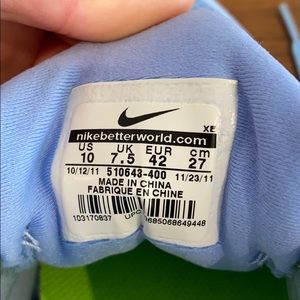 XE
nikebetterworld.com
US UK EUR cm
10 7.5 42 27
10/12/11 510643-400 11/23/11
MADE IN CHINA
FABRIQUE EN CHINE
103170837 UPC